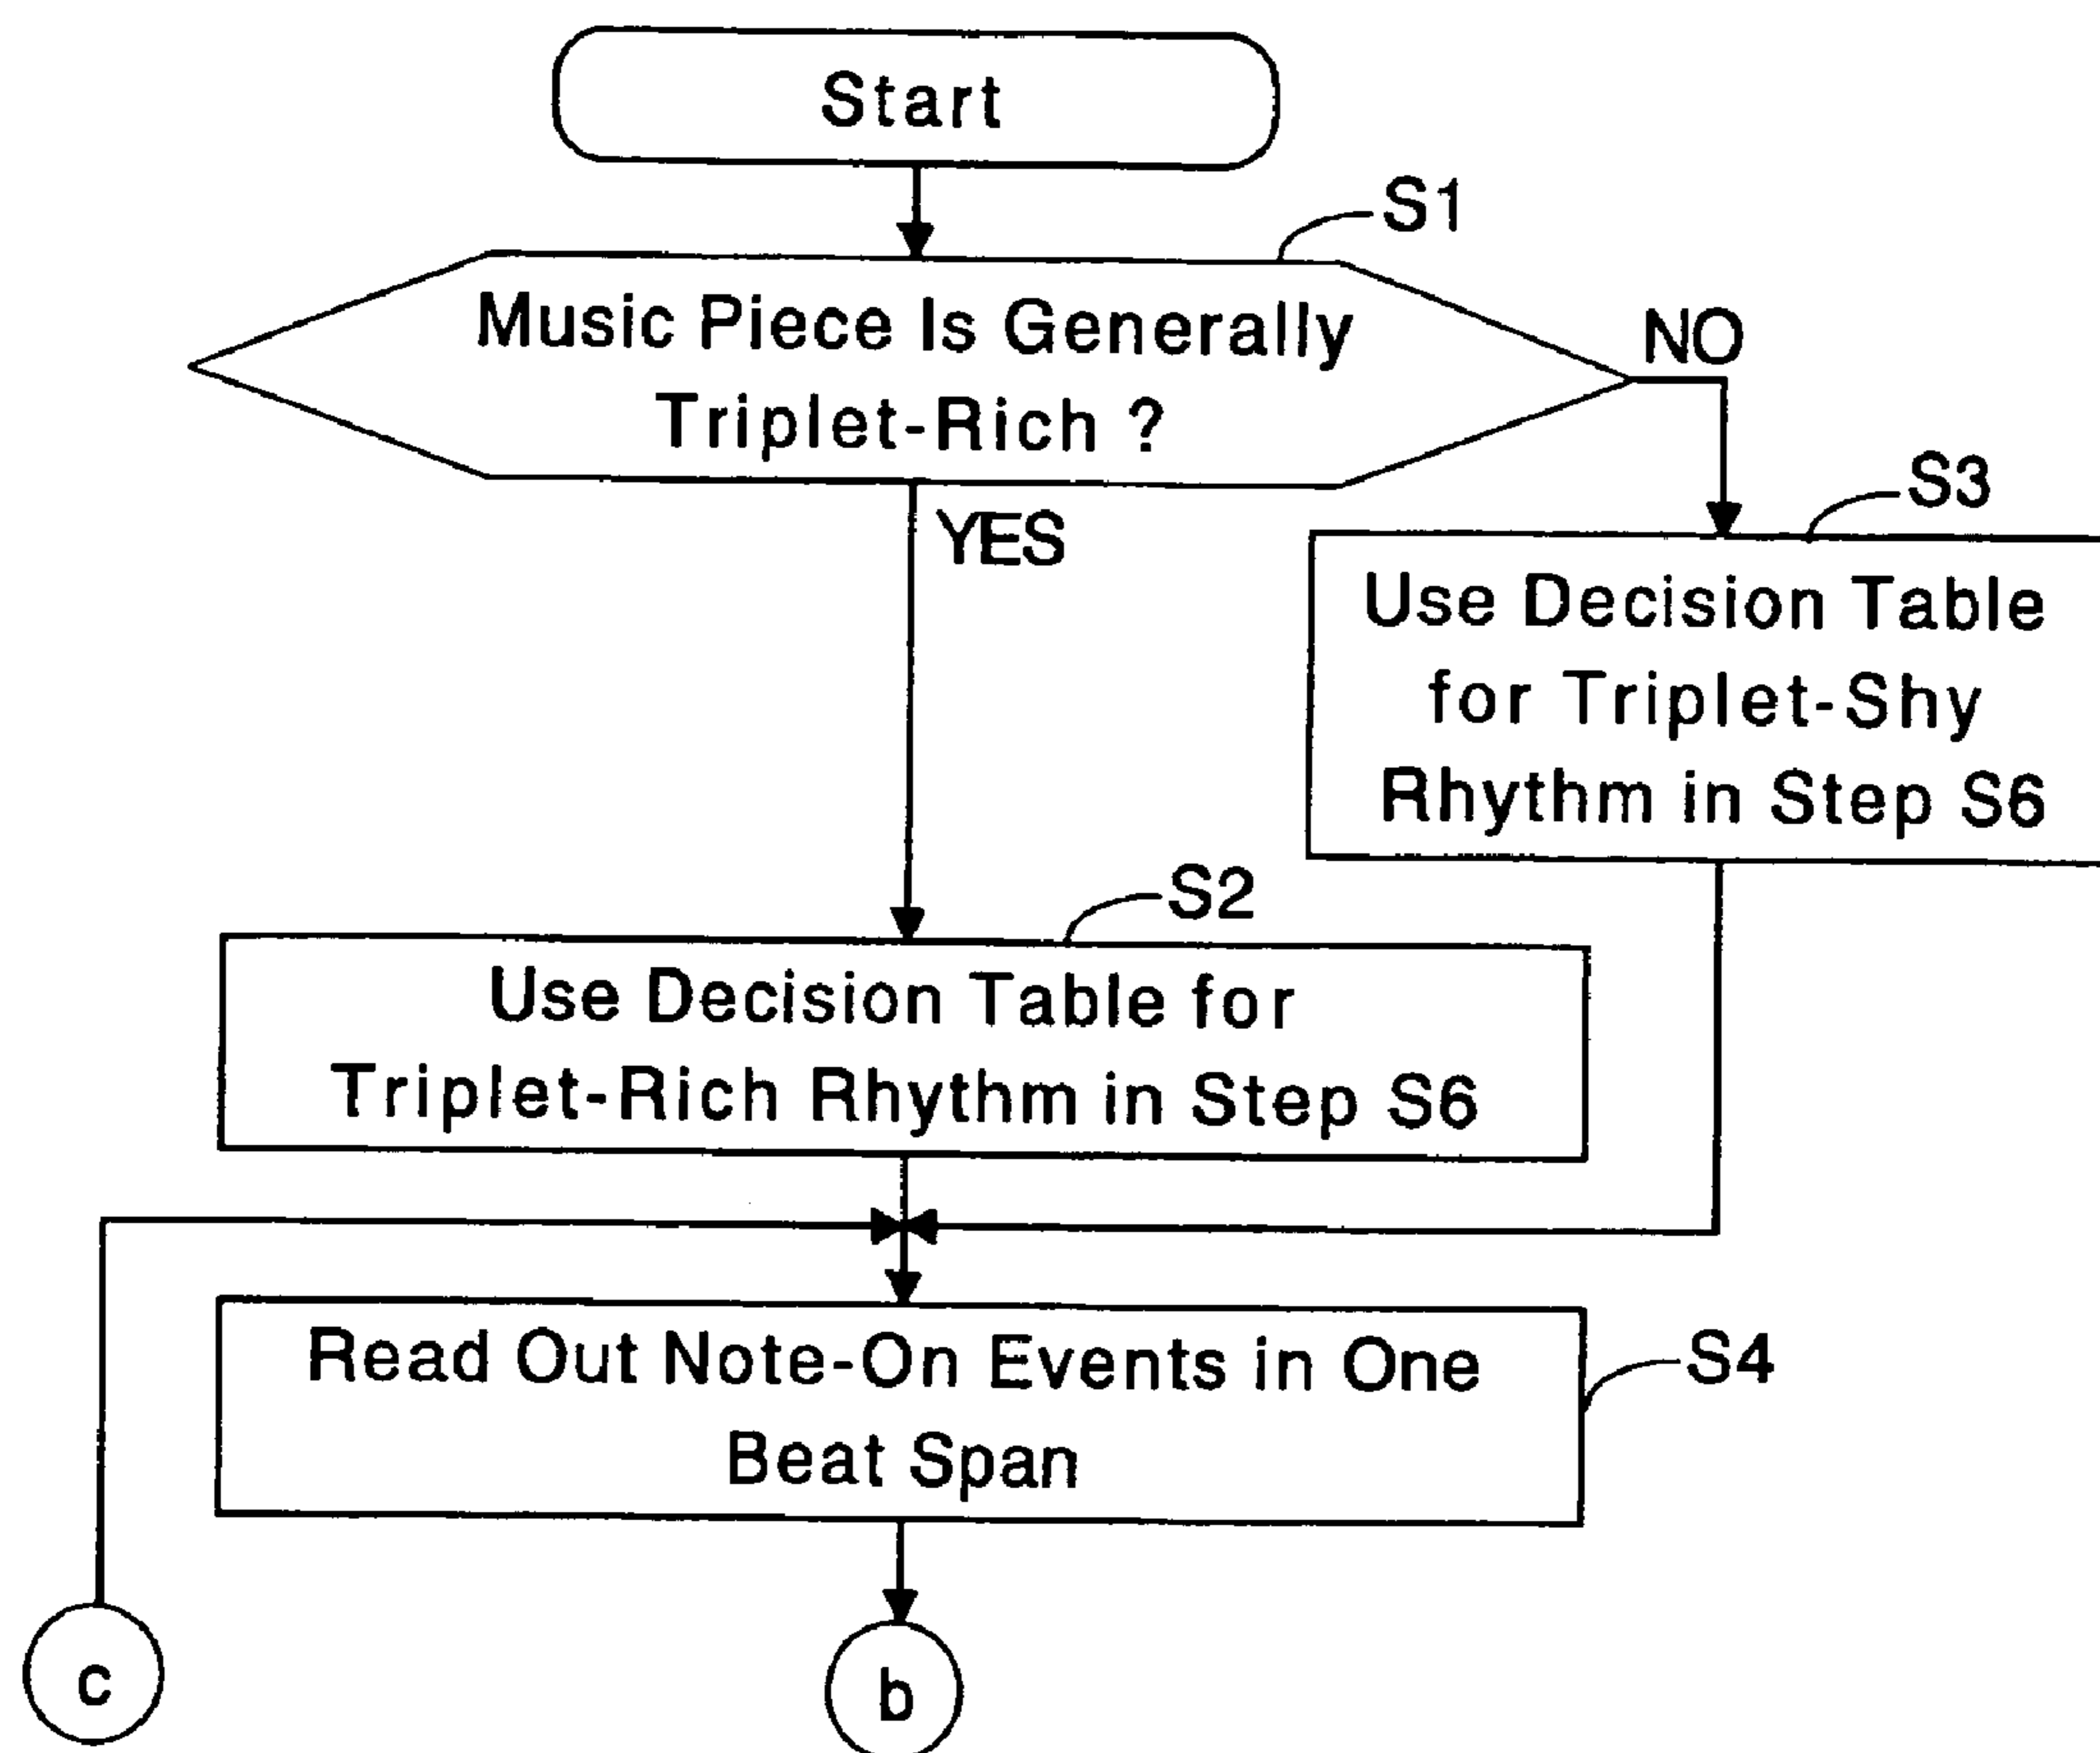 Start
S1
Music Piece Is Generally
Triplet-Rich ?
NO
YES
S3
Use Decision Table
for Triplet-Shy
Rhythm in Step S6
S2
Use Decision Table for
Triplet-Rich Rhythm in Step S6
Read Out Note-On Events in One
Beat Span
S4
c
b